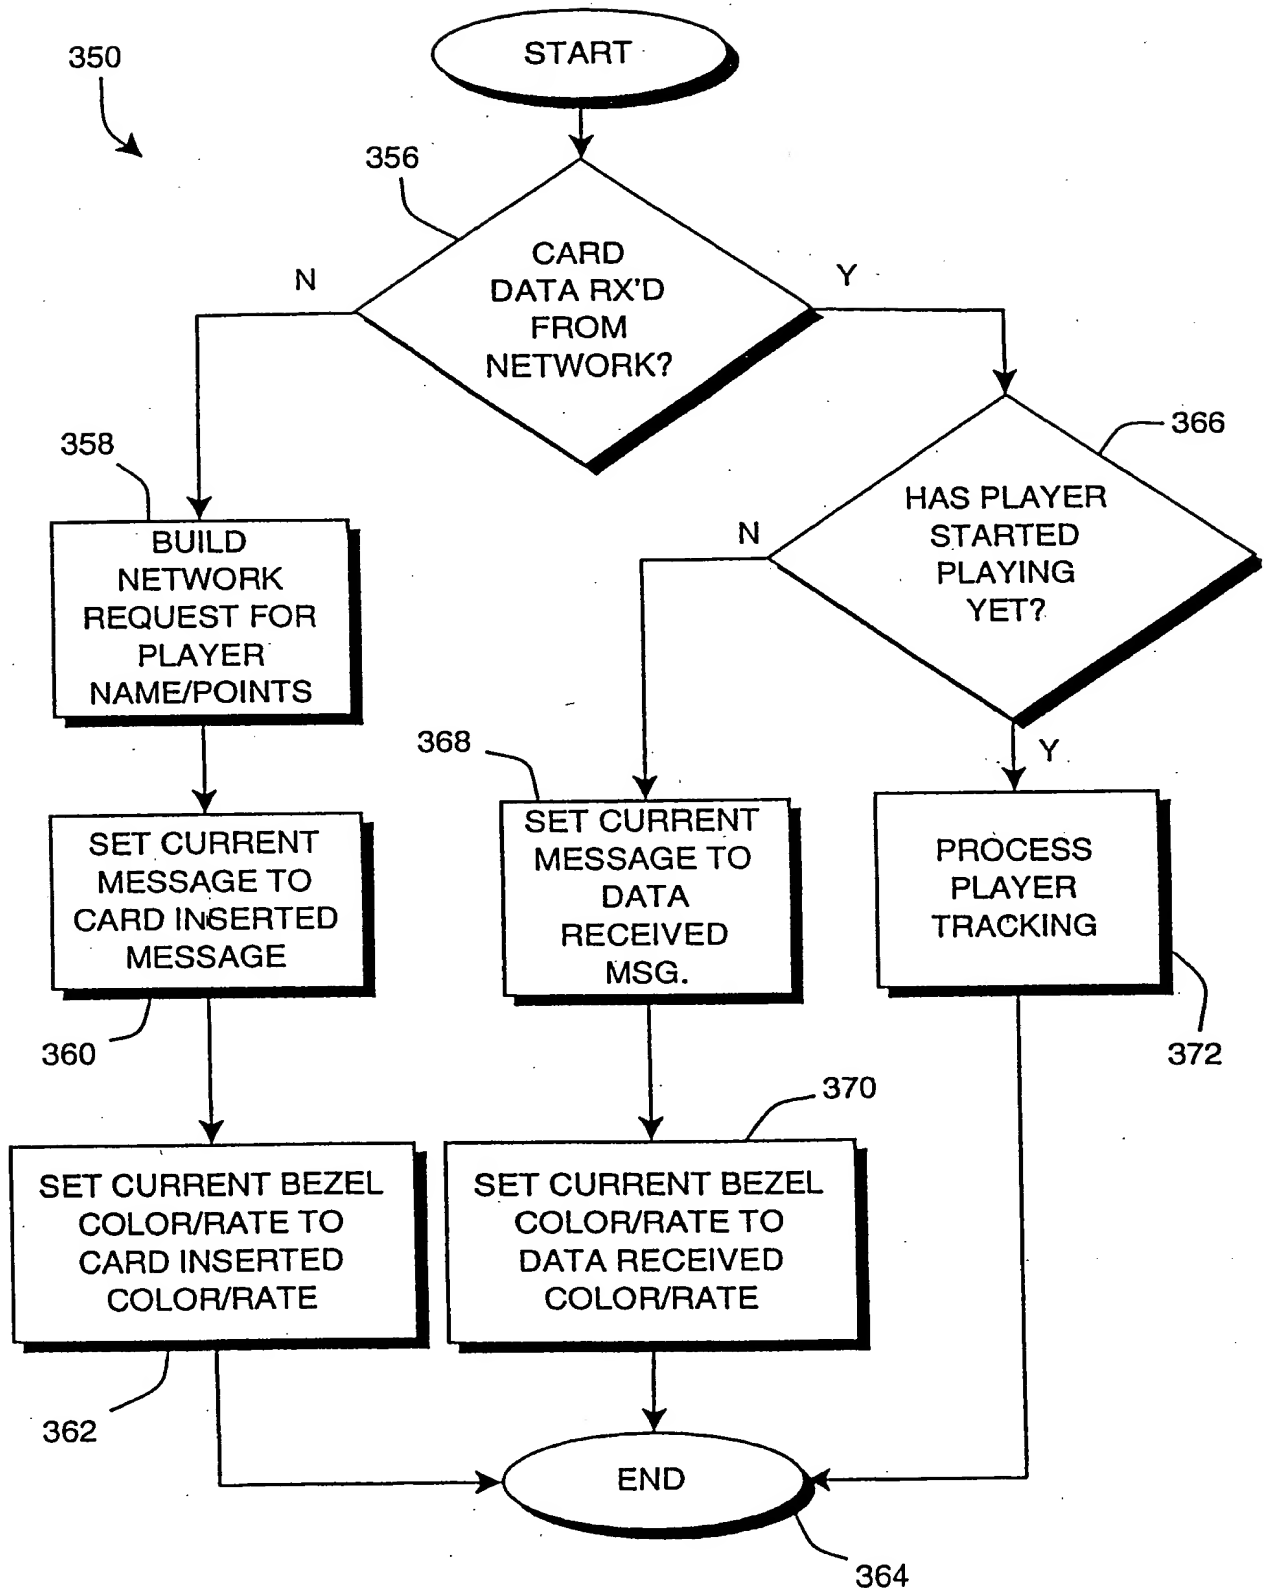 START
350
356
CARD
DATA RX'D
FROM
NETWORK?
N
Y
358
BUILD
NETWORK
REQUEST FOR
PLAYER
NAME/POINTS
366
HAS PLAYER
STARTED
PLAYING
YET?
N
Y
368
SET CURRENT
MESSAGE TO
CARD INSERTED
MESSAGE
360
SET CURRENT
MESSAGE TO
DATA
RECEIVED
MSG.
PROCESS
PLAYER
TRACKING
372
370
SET CURRENT BEZEL
COLOR/RATE TO
CARD INSERTED
COLOR/RATE
362
SET CURRENT BEZEL
COLOR/RATE TO
DATA RECEIVED
COLOR/RATE
END
364